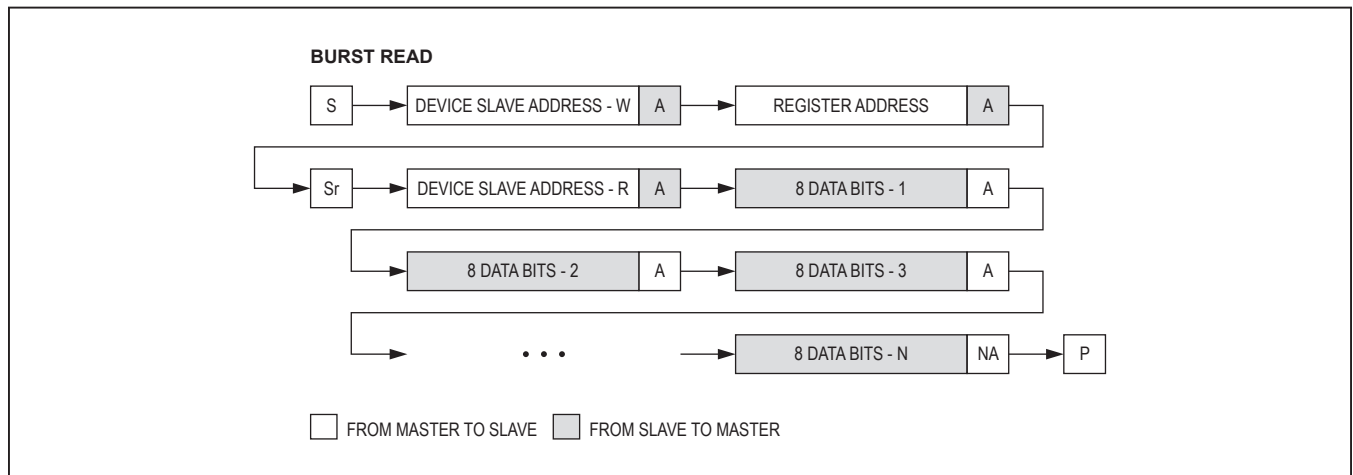 BURST READ
S DEVICE SLAVE ADDRESS - W A REGISTER ADDRESS A
Sr DEVICE SLAVE ADDRESS - R A 8 DATA BITS - 1 A
8 DATA BITS - 2 A 8 DATA BITS - 3 A
• • • 8 DATA BITS - N NA P
FROM MASTER TO SLAVE FROM SLAVE TO MASTER